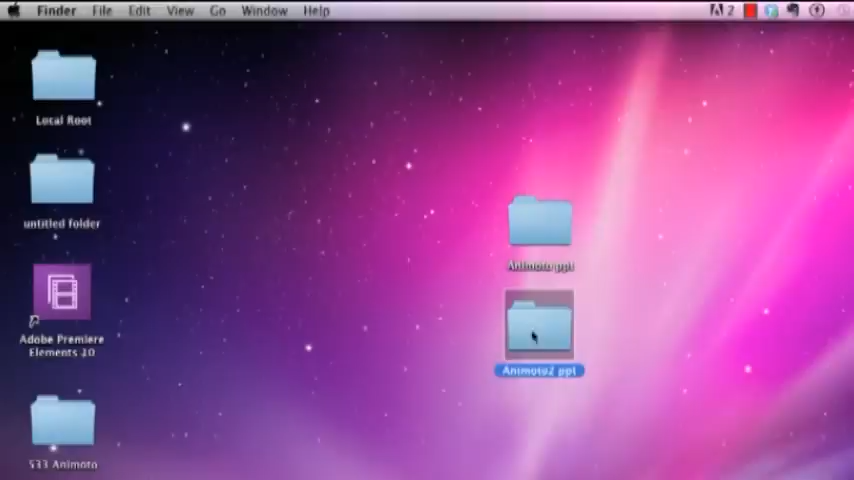 Finder File Edit View Go Window Help
2
Local Root
untitled folder
Adobe Premiere
Elements 10
533 Animoto
Animoto ppt
Animoto2 ppt